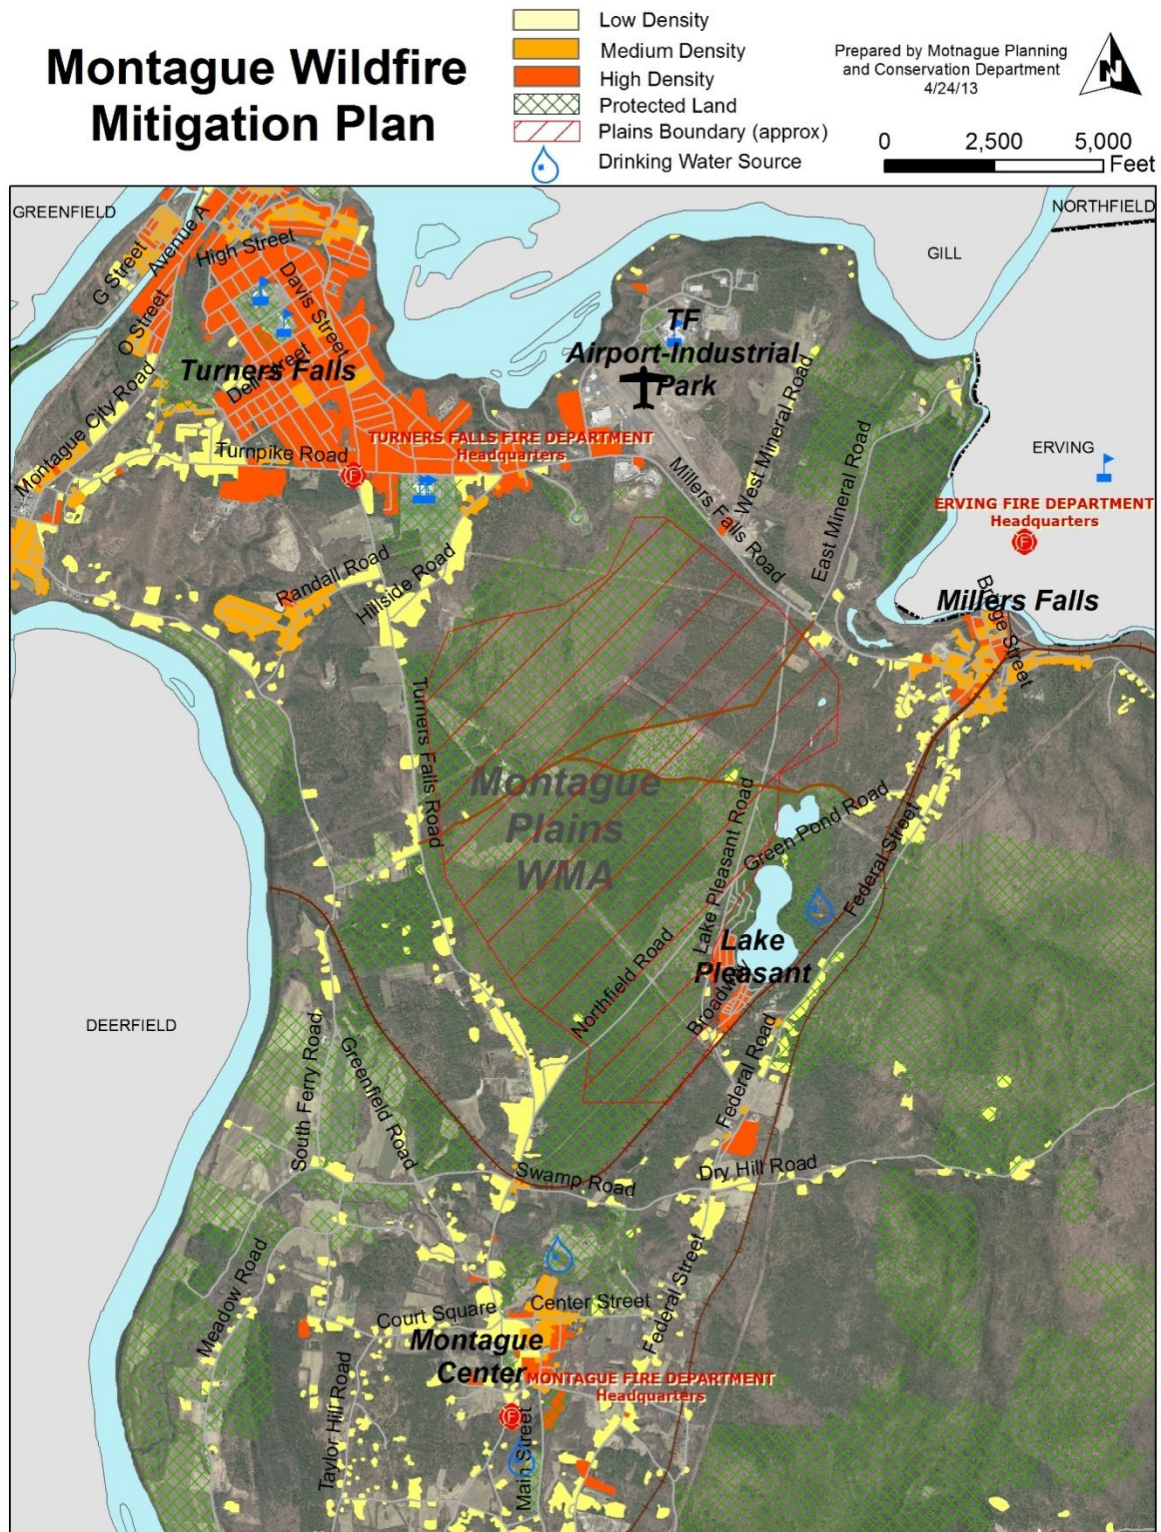 Montague Wildfire
Mitigation Plan
Low Density
Medium Density
High Density
Protected Land
Plains Boundary (approx)
Drinking Water Source
Prepared by Motnague Planning
and Conservation Department
4/24/13
N
0 2,500 5,000
Feet
GREENFIELD
NORTHFIELD
GILL
G Street
Avenue A
High Street
O Street
Davis Street
Dell Street
Turners Falls
TF
Airport-Industrial
Park
Montague City Road
Turnpike Road
TURNERS FALLS FIRE DEPARTMENT
Headquarters
F
Millers Falls Road
West Mineral Road
East Mineral Road
ERVING
ERVING FIRE DEPARTMENT
Headquarters
F
Randall Road
Hillside Road
Millers Falls
Bridge Street
Turners Falls Road
Montague
Plains
WMA
Lake Pleasant Road
Green Pond Road
Federal Street
Northfield Road
Lake
Pleasant
Broadway
DEERFIELD
South Ferry Road
Greenfield Road
Federal Road
Swamp Road
Dry Hill Road
Meadow Road
Court Square
Center Street
Federal Street
Montague
Center
MONTAGUE FIRE DEPARTMENT
Headquarters
F
Taylor Hill Road
Main Street